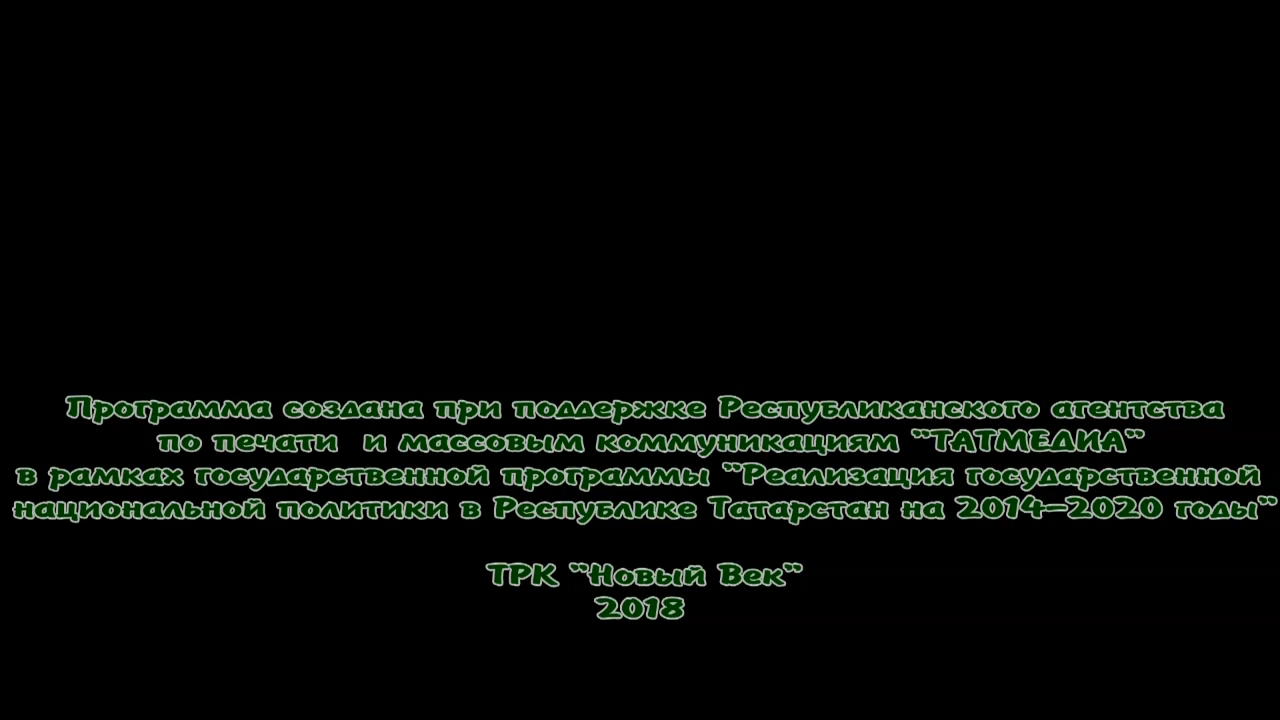 Программа создана при поддержке Республиканского агентства
по печати и массовым коммуникациям "ТАТМЕДИА"
в рамках государственной программы "Реализация государственной
национальной политики в Республике Татарстан на 2014-2020 годы"
ТРК "Новый Век"
2018